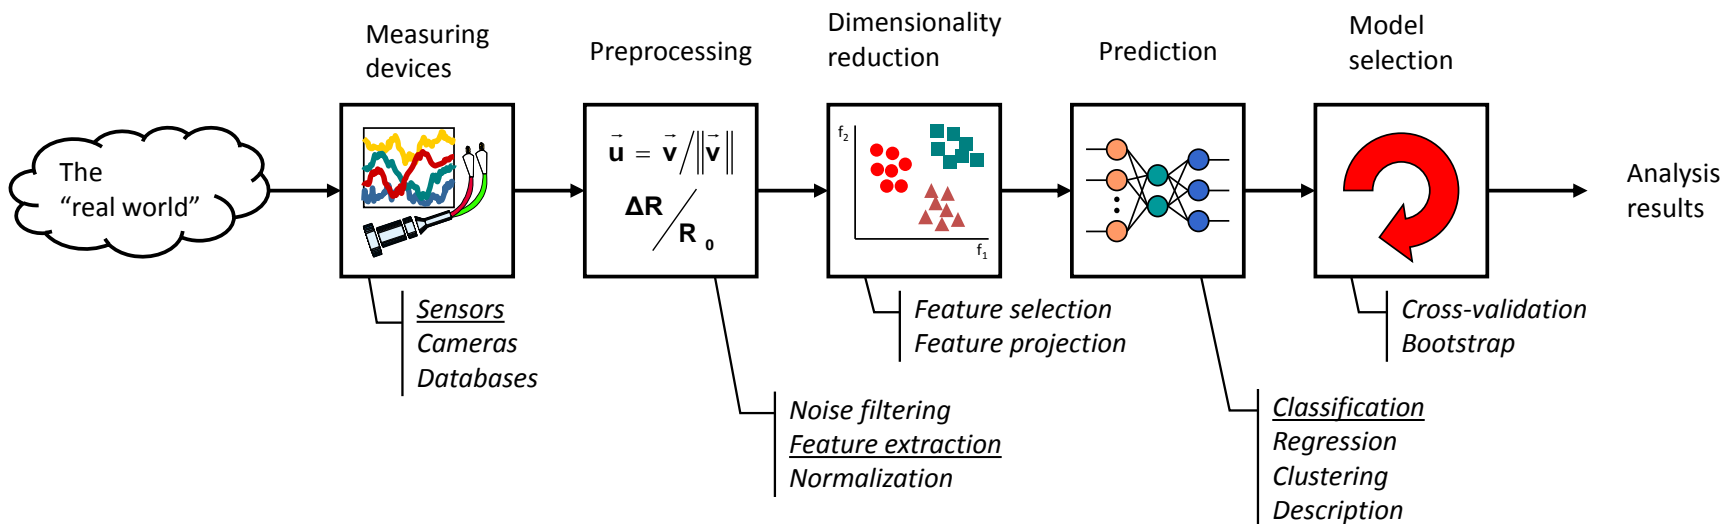 Measuring
devices
Preprocessing
Dimensionality
reduction
Prediction
Model
selection
The
“real world”
u = v / ||v||
ΔR / R 0
f2
f1
Analysis
results
Sensors
Cameras
Databases
Noise filtering
Feature extraction
Normalization
Feature selection
Feature projection
Classification
Regression
Clustering
Description
Cross-validation
Bootstrap